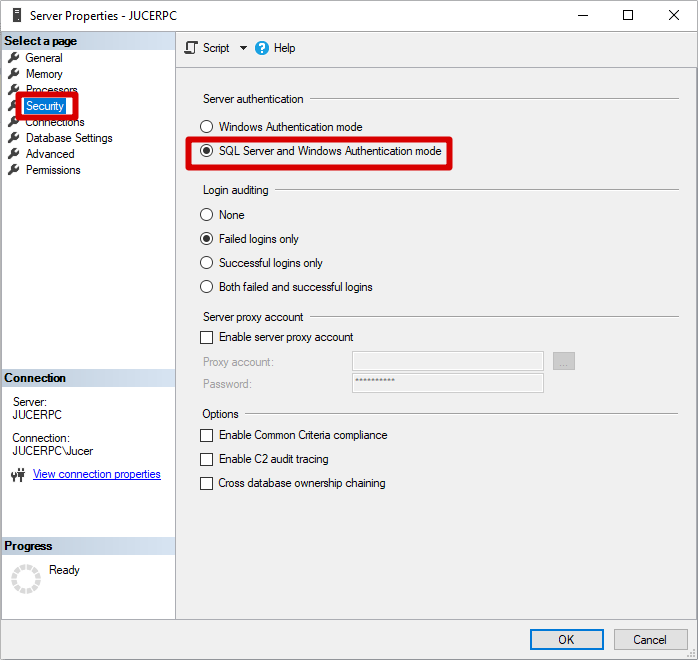 Server Properties - JUCERPC
Select a page
General
Memory
Processors
Security
Connections
Database Settings
Advanced
Permissions
Script
Help
Server authentication
Windows Authentication mode
SQL Server and Windows Authentication mode
Login auditing
None
Failed logins only
Successful logins only
Both failed and successful logins
Server proxy account
Enable server proxy account
Proxy account:
...
Password:
**********
Options
Enable Common Criteria compliance
Enable C2 audit tracing
Cross database ownership chaining
Connection
Server:
JUCERPC
Connection:
JUCERPC\Jucer
View connection properties
Progress
Ready
OK
Cancel